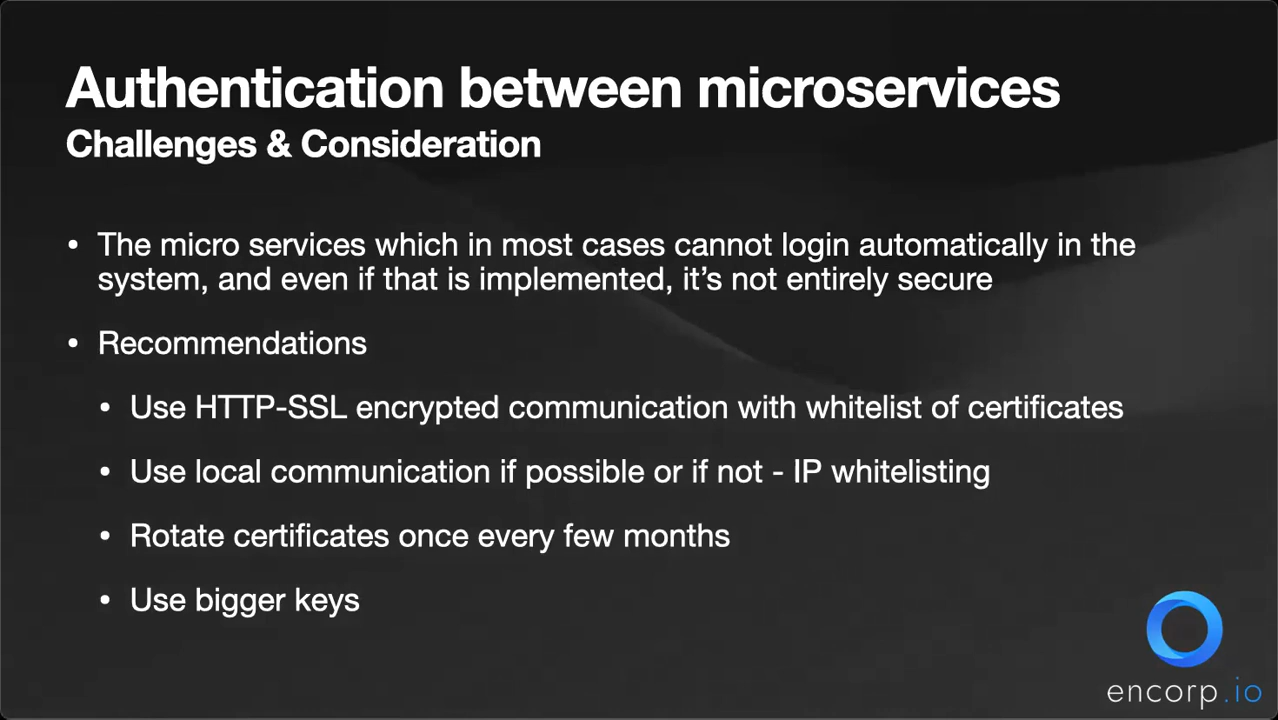 Authentication between microservices
Challenges & Consideration
• The micro services which in most cases cannot login automatically in the
system, and even if that is implemented, it’s not entirely secure
• Recommendations
• Use HTTP-SSL encrypted communication with whitelist of certificates
• Use local communication if possible or if not - IP whitelisting
• Rotate certificates once every few months
• Use bigger keys
encorp.io